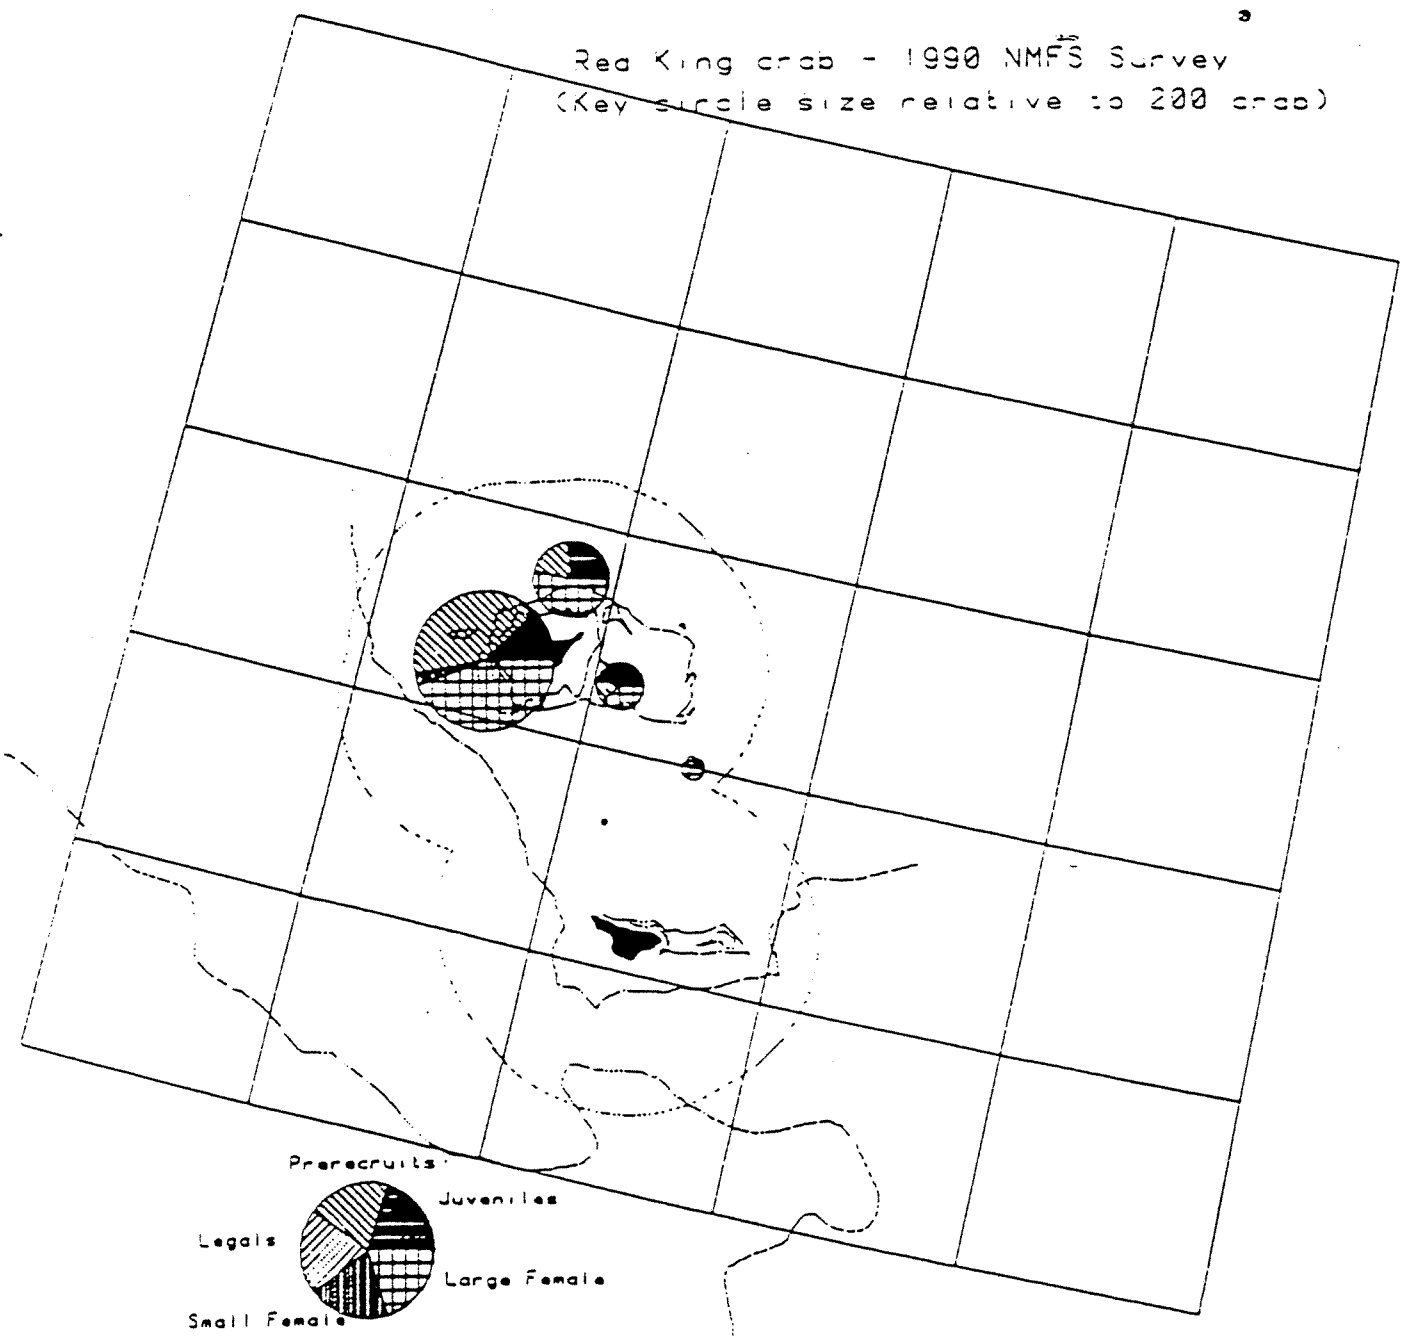 Red King crab - 1990 NMFS Survey
(Key circle size relative to 200 crab)
Prerecruits
Juveniles
Legals
Large Female
Small Female